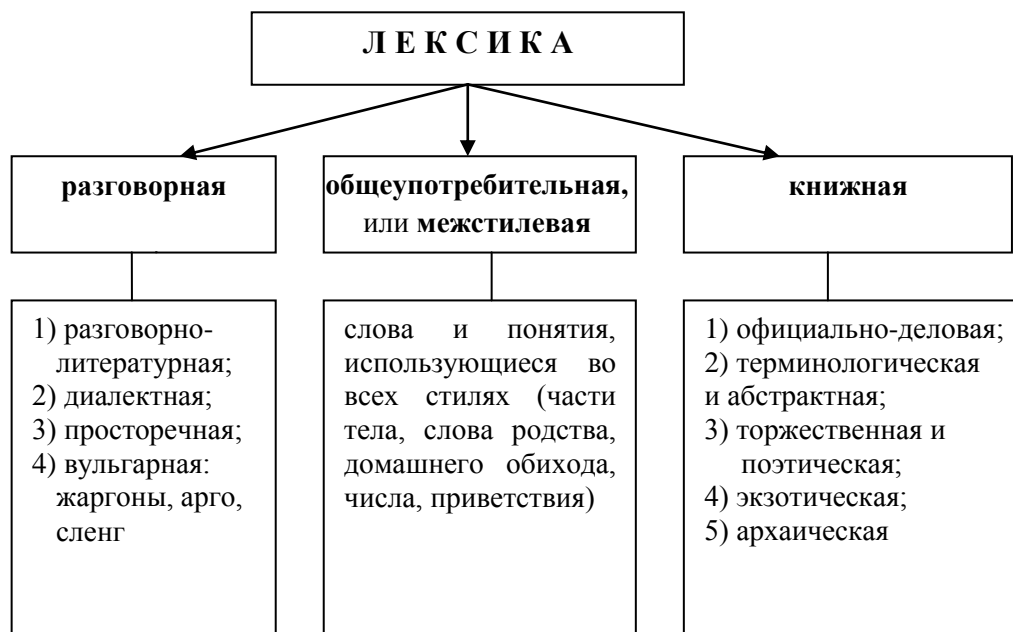 Л Е К С И К А
разговорная
общеупотребительная,
или межстилевая
книжная
1) разговорно-
литературная;
2) диалектная;
3) просторечная;
4) вульгарная:
жаргоны, арго,
сленг
слова и понятия,
использующиеся во
всех стилях (части
тела, слова родства,
домашнего обихода,
числа, приветствия)
1) официально-деловая;
2) терминологическая
и абстрактная;
3) торжественная и
поэтическая;
4) экзотическая;
5) архаическая